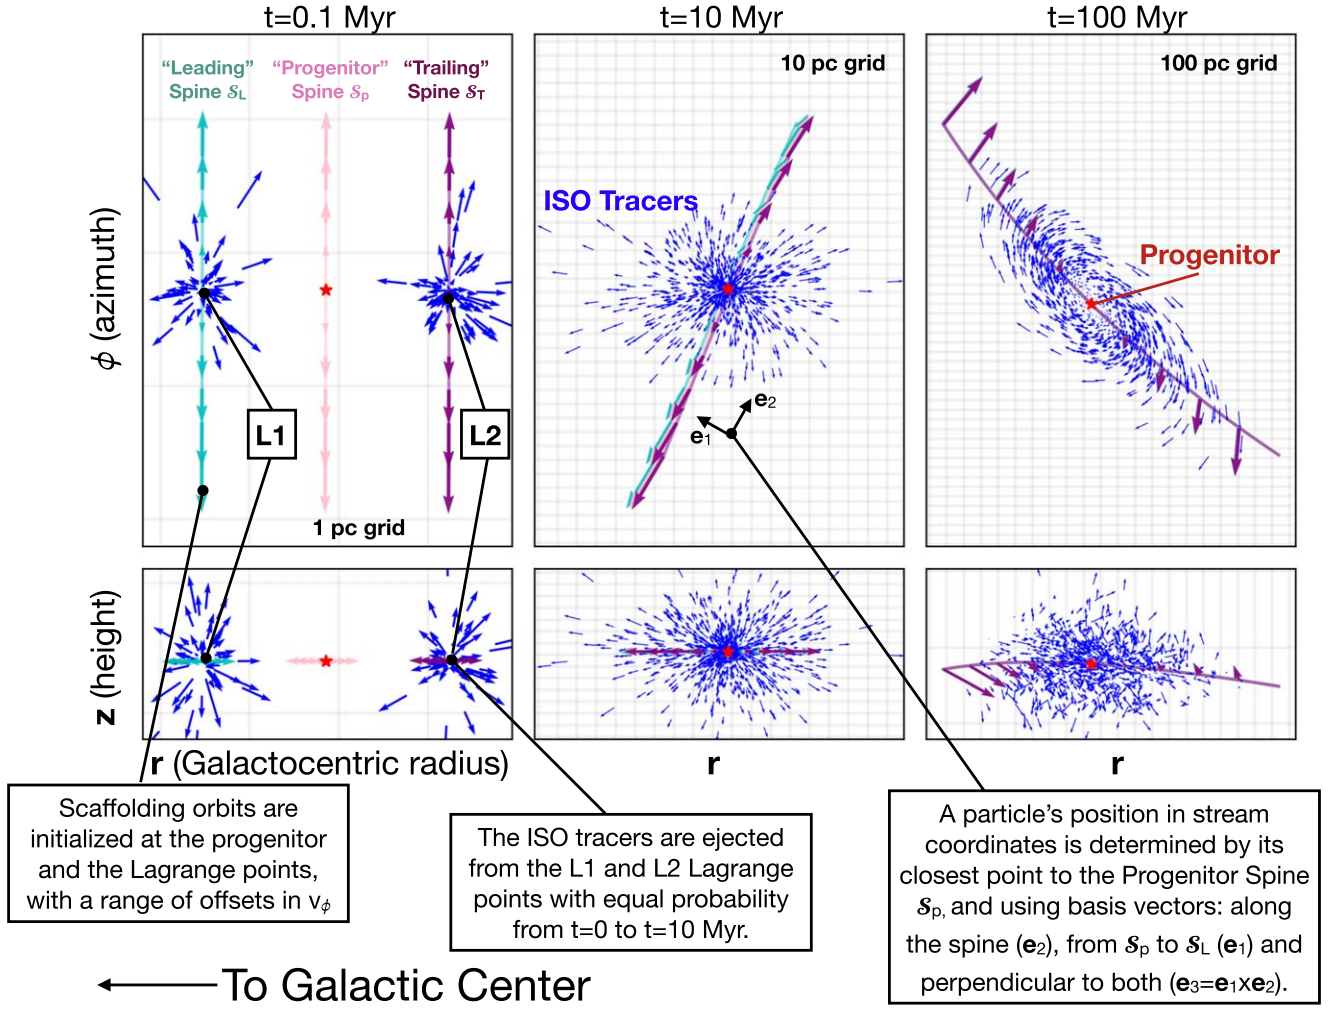 t=0.1 Myr
t=10 Myr
t=100 Myr
“Leading” Spine 𝓢L
“Progenitor” Spine 𝓢p
“Trailing” Spine 𝓢T
10 pc grid
100 pc grid
ISO Tracers
Progenitor
ϕ (azimuth)
L1
L2
e1
e2
1 pc grid
z (height)
r (Galactocentric radius)
r
r
Scaffolding orbits are
initialized at the progenitor
and the Lagrange points,
with a range of offsets in vϕ
The ISO tracers are ejected
from the L1 and L2 Lagrange
points with equal probability
from t=0 to t=10 Myr.
A particle’s position in stream
coordinates is determined by its
closest point to the Progenitor Spine
𝓢p, and using basis vectors: along
the spine (e2), from 𝓢p to 𝓢L (e1) and
perpendicular to both (e3=e1xe2).
To Galactic Center